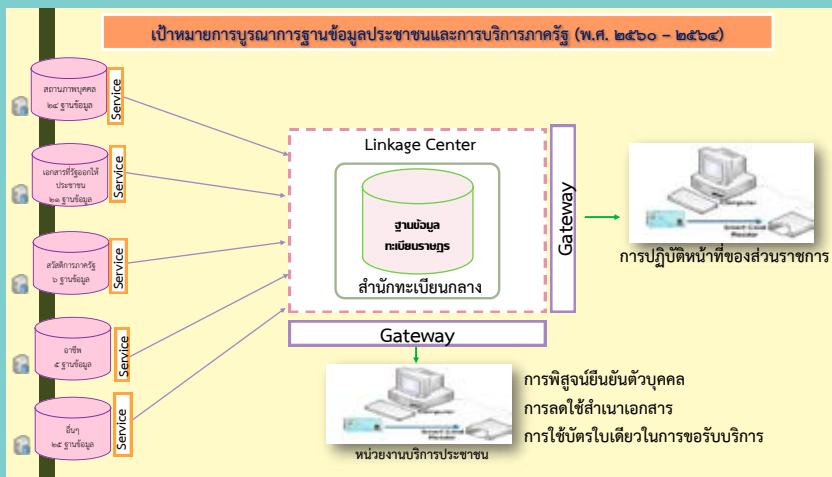 เป้าหมายการบูรณาการฐานข้อมูลประชาชนและการบริการภาครัฐ (พ.ศ. ๒๕๖๐ – ๒๕๖๔)
สถานภาพบุคคล
๒๔ ฐานข้อมูล
Service
เอกสารที่รัฐออกให้
ประชาชน
๒๑ ฐานข้อมูล
Service
สวัสดิการภาครัฐ
๖ ฐานข้อมูล
Service
อาชีพ
๕ ฐานข้อมูล
Service
อื่นๆ
๒๕ ฐานข้อมูล
Service
Linkage Center
ฐานข้อมูล
ทะเบียนราษฎร
สำนักทะเบียนกลาง
Gateway
Gateway
Computer
Smart Card
Reader
การปฏิบัติหน้าที่ของส่วนราชการ
Computer
Smart Card
Reader
หน่วยงานบริการประชาชน
การพิสูจน์ยืนยันตัวบุคคล
การลดใช้สำเนาเอกสาร
การใช้บัตรใบเดียวในการขอรับบริการ